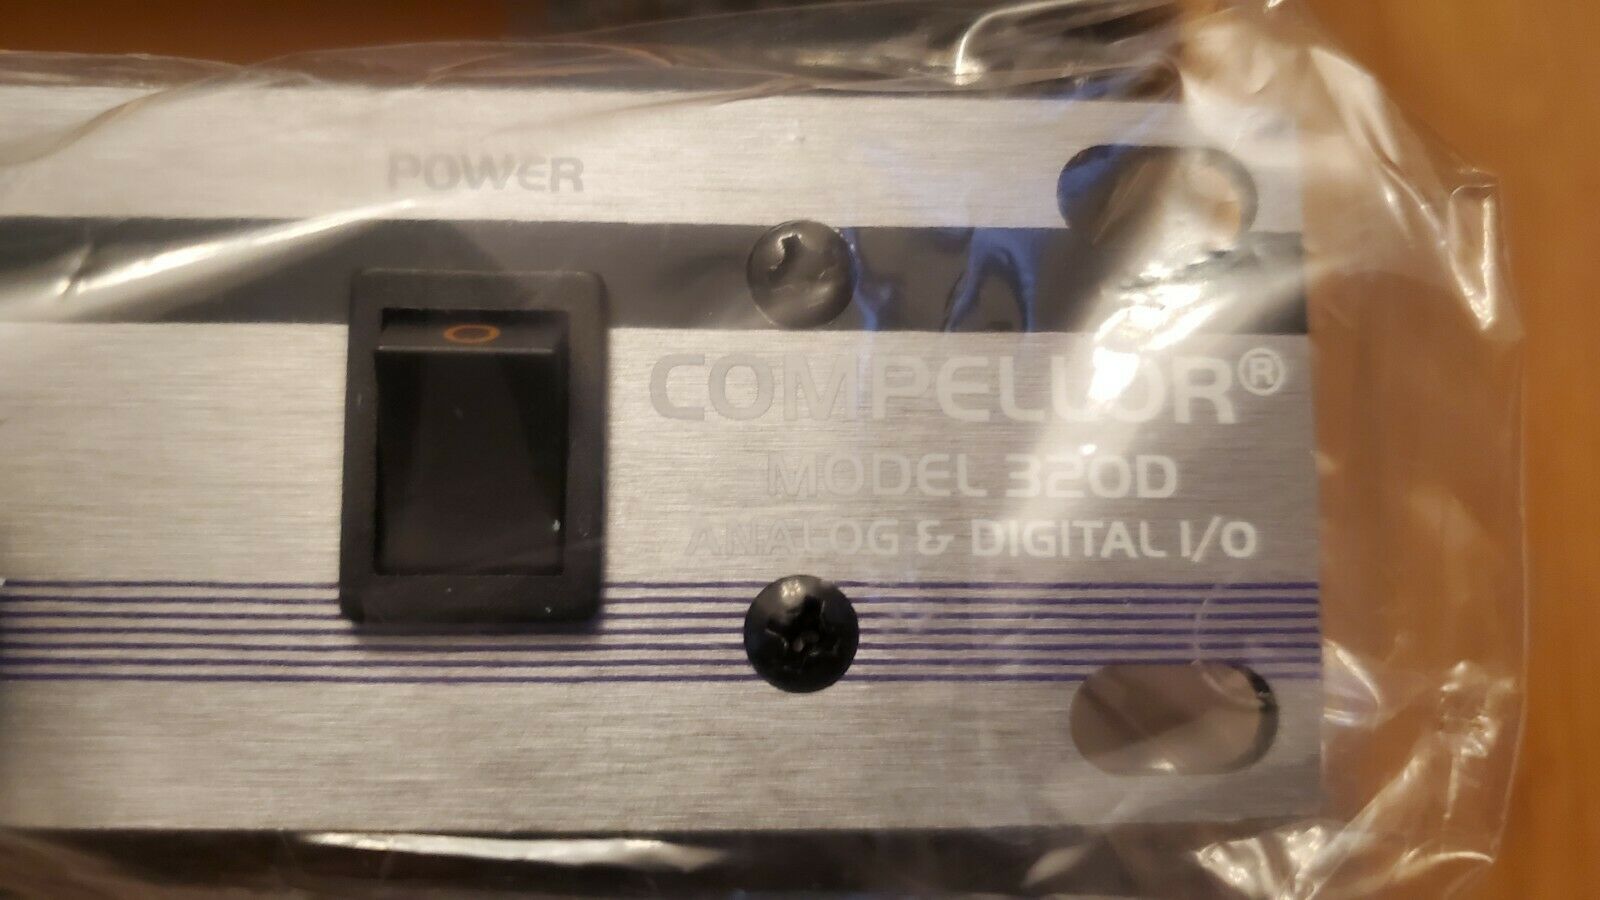 POWER
O
COMPELLOR®
MODEL 320D
ANALOG & DIGITAL I/O